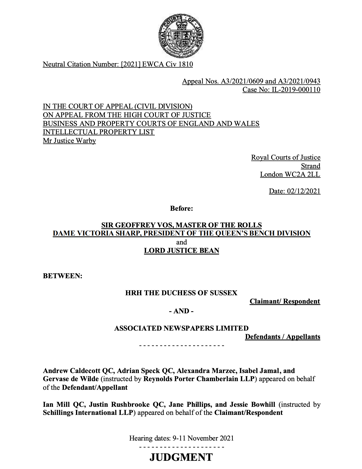 Neutral Citation Number: [2021] EWCA Civ 1810
Appeal Nos. A3/2021/0609 and A3/2021/0943
Case No: IL-2019-000110
IN THE COURT OF APPEAL (CIVIL DIVISION)
ON APPEAL FROM THE HIGH COURT OF JUSTICE
BUSINESS AND PROPERTY COURTS OF ENGLAND AND WALES
INTELLECTUAL PROPERTY LIST
Mr Justice Warby
Royal Courts of Justice
Strand
London WC2A 2LL
Date: 02/12/2021
Before:
SIR GEOFFREY VOS, MASTER OF THE ROLLS
DAME VICTORIA SHARP, PRESIDENT OF THE QUEEN'S BENCH DIVISION
and
LORD JUSTICE BEAN
BETWEEN:
HRH THE DUCHESS OF SUSSEX
Claimant/ Respondent
- AND -
ASSOCIATED NEWSPAPERS LIMITED
Defendants / Appellants
- - - - - - - - - - - - - - - - - - - - -
Andrew Caldecott QC, Adrian Speck QC, Alexandra Marzec, Isabel Jamal, and
Gervase de Wilde (instructed by Reynolds Porter Chamberlain LLP) appeared on behalf
of the Defendant/Appellant
Ian Mill QC, Justin Rushbrooke QC, Jane Phillips, and Jessie Bowhill (instructed by
Schillings International LLP) appeared on behalf of the Claimant/Respondent
Hearing dates: 9-11 November 2021
- - - - - - - - - - - - - - - - - - - - -
JUDGMENT